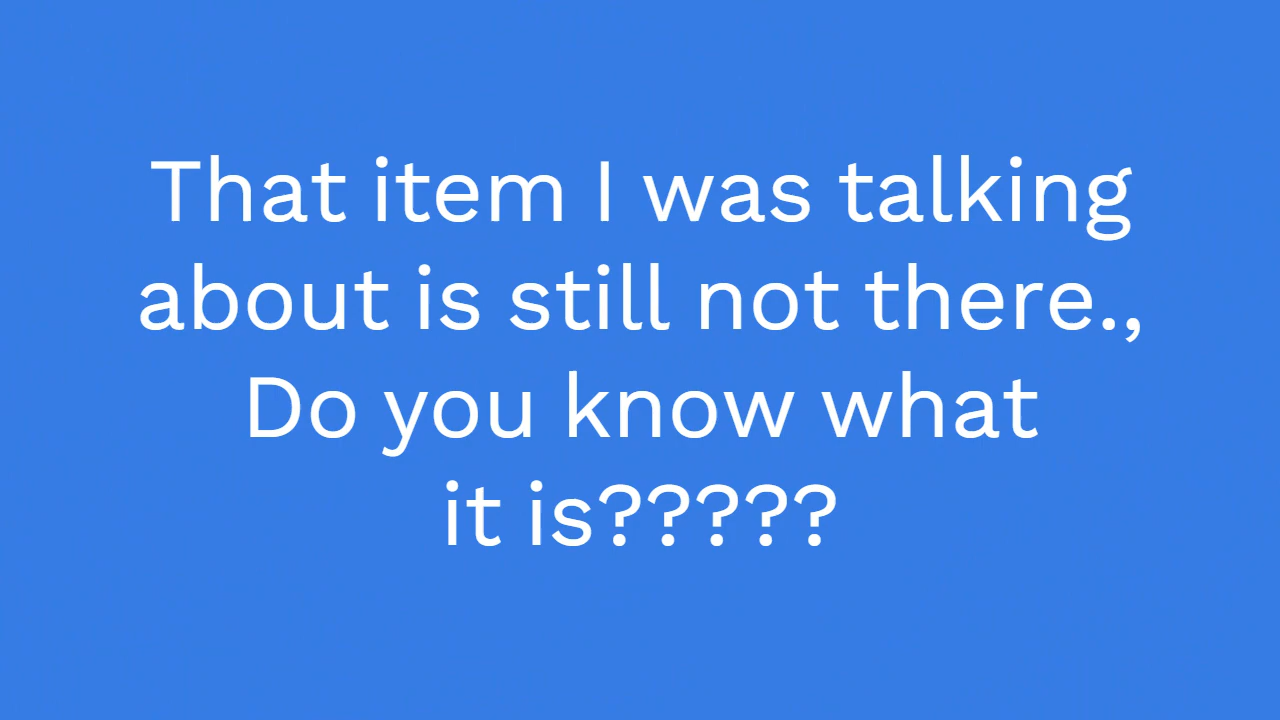 That item I was talking
about is still not there.,
Do you know what
it is?????